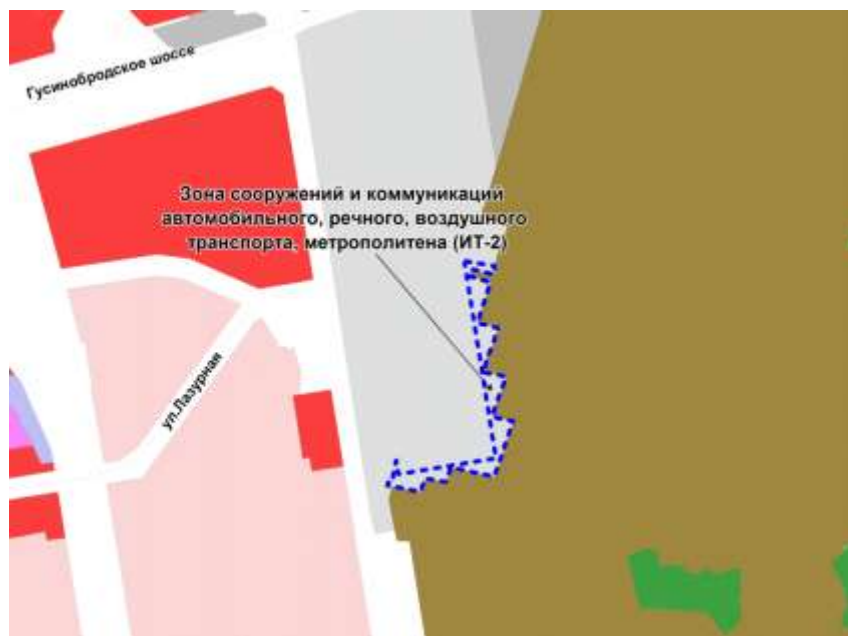 Гусинобродское шоссе
Зона сооружений и коммуникаций
автомобильного, речного, воздушного
транспорта, метрополитена (ИТ-2)
ул.Лазурная